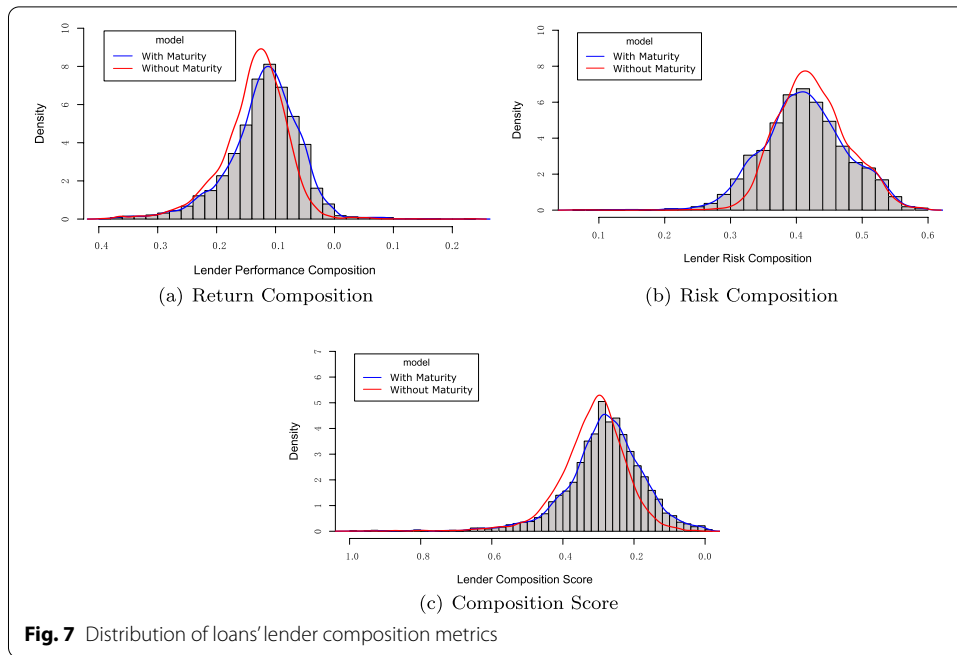 model
With Maturity
Without Maturity
Density
0 2 4 6 8 10
0.4 0.3 0.2 0.1 0.0 0.1 0.2
Lender Performance Composition
(a) Return Composition
model
With Maturity
Without Maturity
Density
0 2 4 6 8 10
0.1 0.2 0.3 0.4 0.5 0.6
Lender Risk Composition
(b) Risk Composition
model
With Maturity
Without Maturity
Density
0 1 2 3 4 5 6 7
1.0 0.8 0.6 0.4 0.2 0.0
Lender Composition Score
(c) Composition Score
Fig. 7 Distribution of loans' lender composition metrics